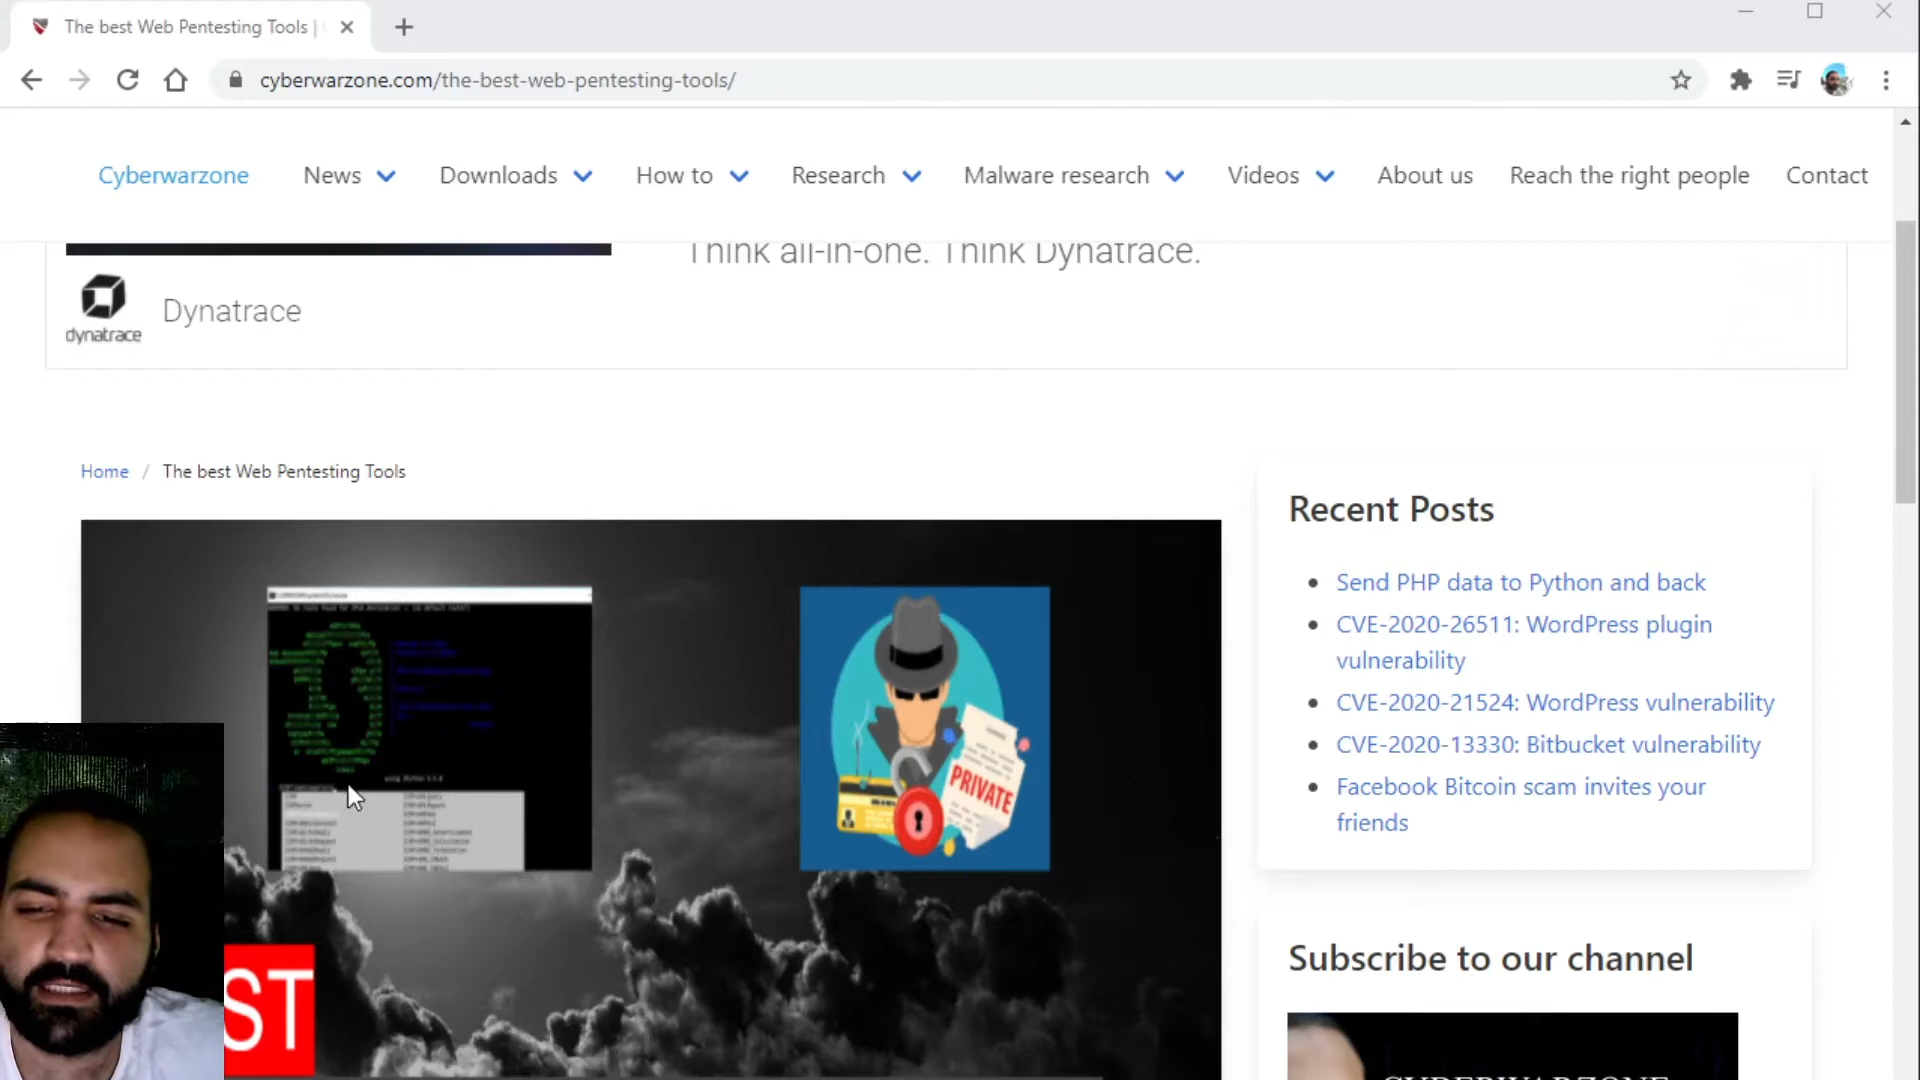 The best Web Pentesting Tools |
cyberwarzone.com/the-best-web-pentesting-tools/
Cyberwarzone News Downloads How to Research Malware research Videos About us Reach the right people Contact
Think all-in-one. Think Dynatrace.
dynatrace
Dynatrace
Home / The best Web Pentesting Tools
PRIVATE
ST
Recent Posts
Send PHP data to Python and back
CVE-2020-26511: WordPress plugin
vulnerability
CVE-2020-21524: WordPress vulnerability
CVE-2020-13330: Bitbucket vulnerability
Facebook Bitcoin scam invites your
friends
Subscribe to our channel
CYBERWARZONE